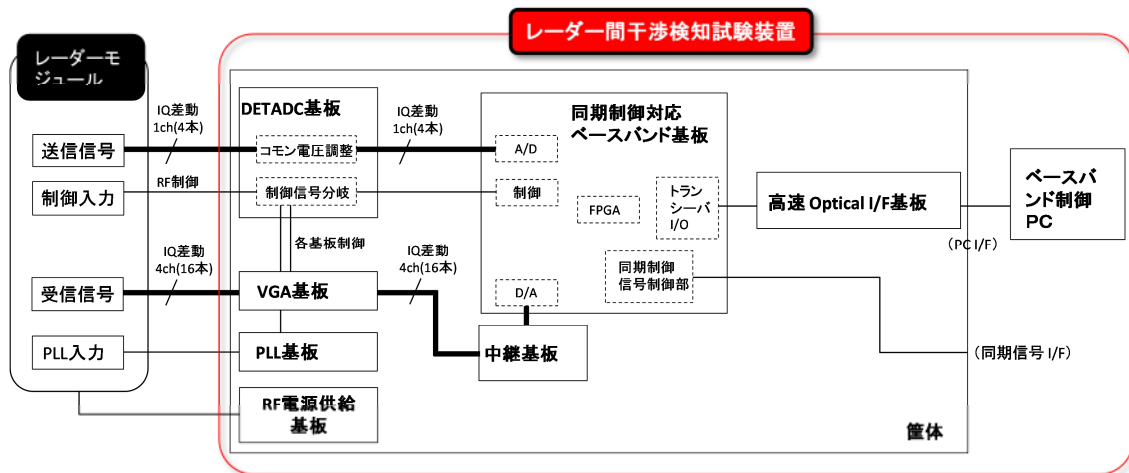 レーダー間干渉検知試験装置
レーダーモ
ジュール
送信信号
制御入力
受信信号
PLL入力
IQ差動
1ch(4本)
RF制御
IQ差動
4ch(16本)
DETADC基板
コモン電圧調整
制御信号分岐
各基板制御
VGA基板
PLL基板
RF電源供給
基板
IQ差動
1ch(4本)
IQ差動
4ch(16本)
同期制御対応
ベースバンド基板
A/D
制御
FPGA
トラン
シーバ
I/O
同期制御
信号制御部
D/A
中継基板
高速 Optical I/F基板
(PC I/F)
ベースバ
ンド制御
PC
(同期信号 I/F)
筐体